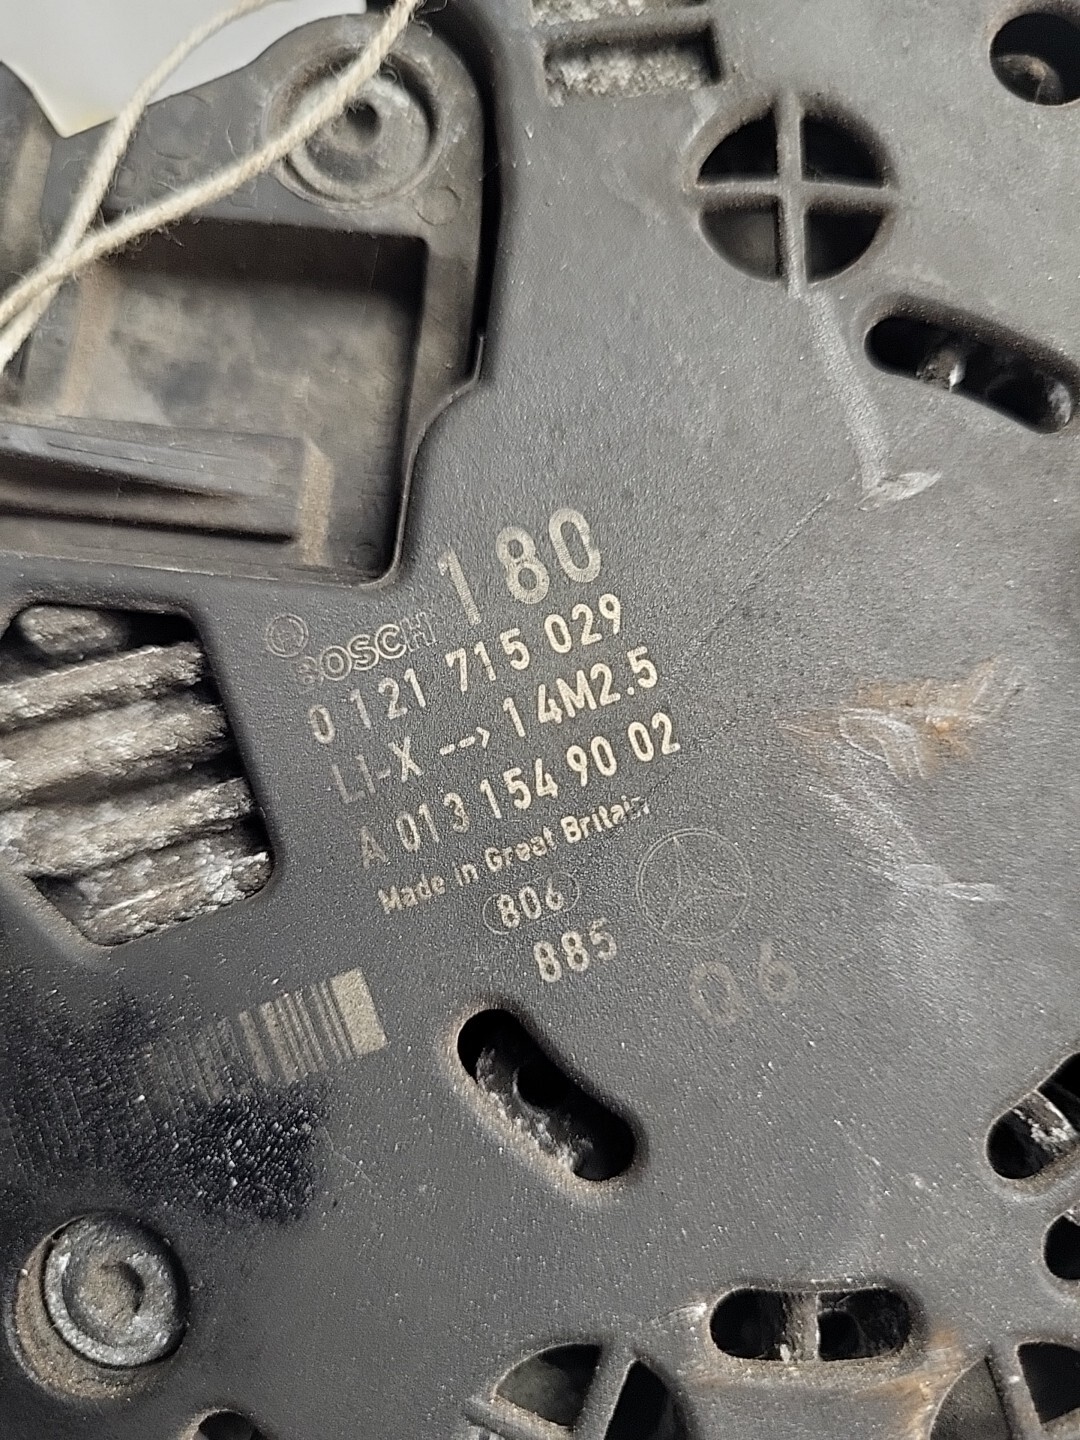 BOSCH 180
0 121 715 029
LI-X --> 14M2.5
A 013 154 90 02
Made in Great Britain
806
885
Q6